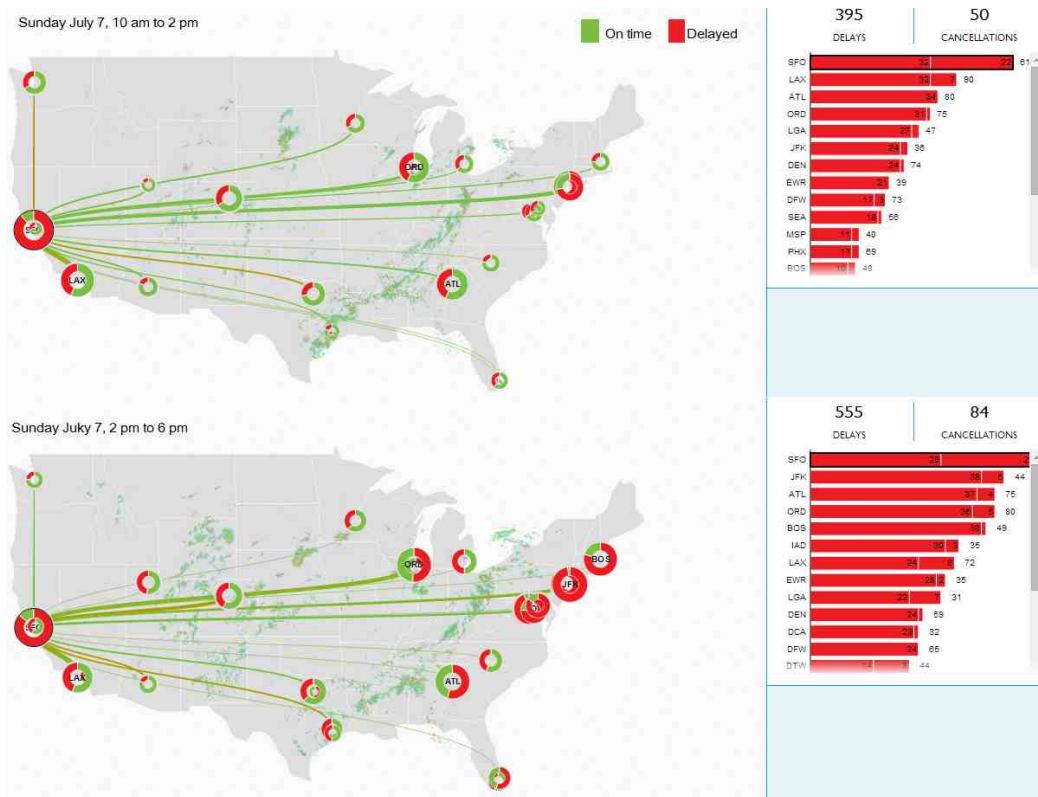 Sunday July 7, 10 am to 2 pm
On time
Delayed
395
50
DELAYS
CANCELLATIONS
SFO 32 22 61
LAX 32 7 90
ATL 34 80
ORD 31 75
LGA 27 47
JFK 24 36
DEN 24 74
EWR 21 39
DFW 17 3 73
SEA 18 56
MSP 11 48
PHX 11 69
BOS 10 48
ORD
SFO
LAX
ATL
Sunday Juky 7, 2 pm to 6 pm
555
84
DELAYS
CANCELLATIONS
SFO
JFK 38 6 44
ATL 37 4 75
ORD 36 5 80
BOS 38 49
IAD 30 35
LAX 24 72
EWR 28 2 35
LGA 22 7 31
DEN 24 69
DCA 23 32
DFW 24 65
DTW 44
ORD
BOS
JFK
SFO
LAX
ATL